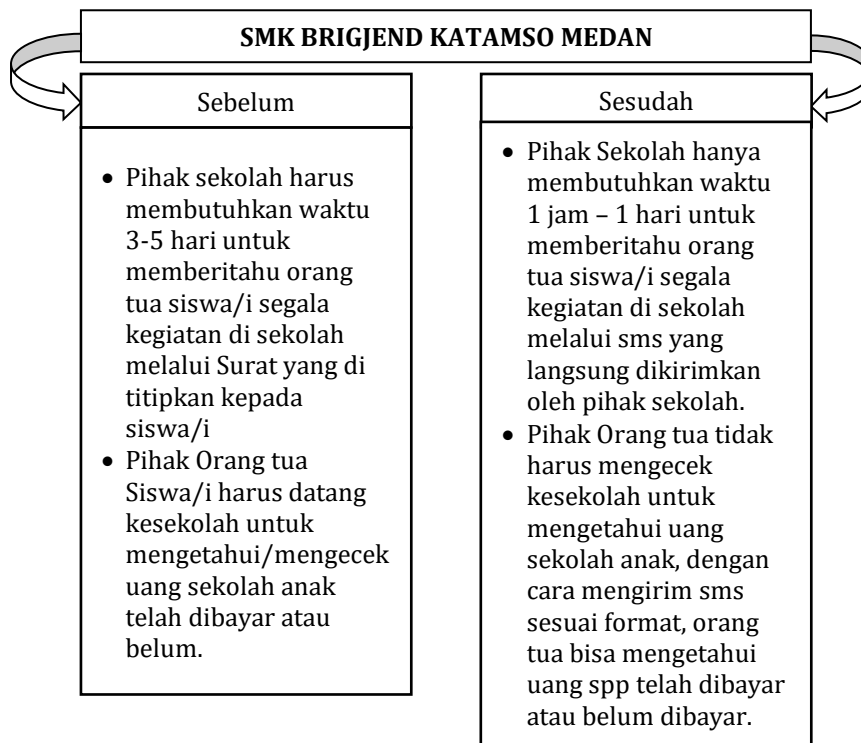 SMK BRIGJEND KATAMSO MEDAN
Sebelum
• Pihak sekolah harus
membutuhkan waktu
3-5 hari untuk
memberitahu orang
tua siswa/i segala
kegiatan di sekolah
melalui Surat yang di
titipkan kepada
siswa/i
• Pihak Orang tua
Siswa/i harus datang
kesekolah untuk
mengetahui/mengecek
uang sekolah anak
telah dibayar atau
belum.
Sesudah
• Pihak Sekolah hanya
membutuhkan waktu
1 jam – 1 hari untuk
memberitahu orang
tua siswa/i segala
kegiatan di sekolah
melalui sms yang
langsung dikirimkan
oleh pihak sekolah.
• Pihak Orang tua tidak
harus mengecek
kesekolah untuk
mengetahui uang
sekolah anak, dengan
cara mengirim sms
sesuai format, orang
tua bisa mengetahui
uang spp telah dibayar
atau belum dibayar.